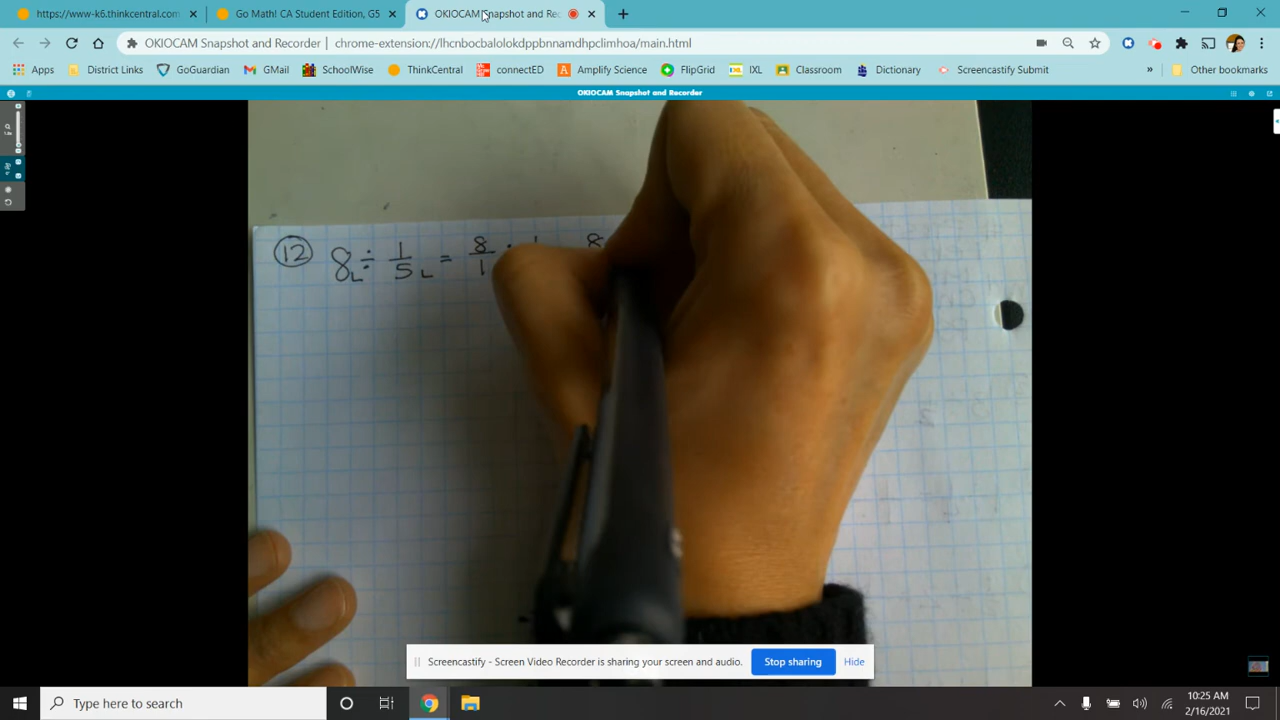 https://www-k6.thinkcentral.com
Go Math! CA Student Edition, G5
OKIOCAM Snapshot and Rec
OKIOCAM Snapshot and Recorder | chrome-extension://lhcnbocbalolokdppbnnamdhpclimhoa/main.html
Apps District Links GoGuardian GMail SchoolWise ThinkCentral connectED Amplify Science FlipGrid IXL Classroom Dictionary Screencastify Submit » Other bookmarks
OKIOCAM Snapshot and Recorder
12 8L ÷ 1/5 L = 8/1 ÷ 1 8
Screencastify - Screen Video Recorder is sharing your screen and audio. Stop sharing Hide
Type here to search
10:25 AM
2/16/2021